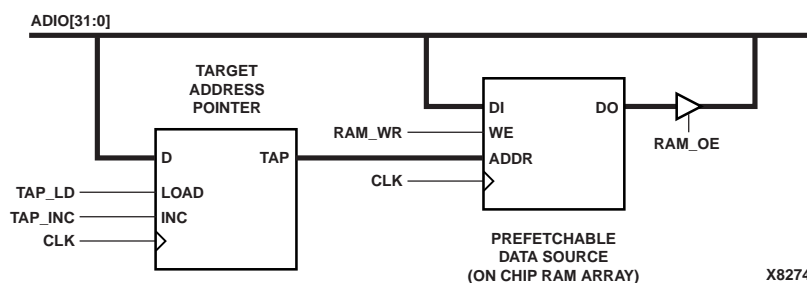 ADIO[31:0]
TARGET
ADDRESS
POINTER
D
TAP
TAP_LD
LOAD
TAP_INC
INC
CLK
DI
DO
RAM_WR
WE
ADDR
CLK
RAM_OE
PREFETCHABLE
DATA SOURCE
(ON CHIP RAM ARRAY)
X8274